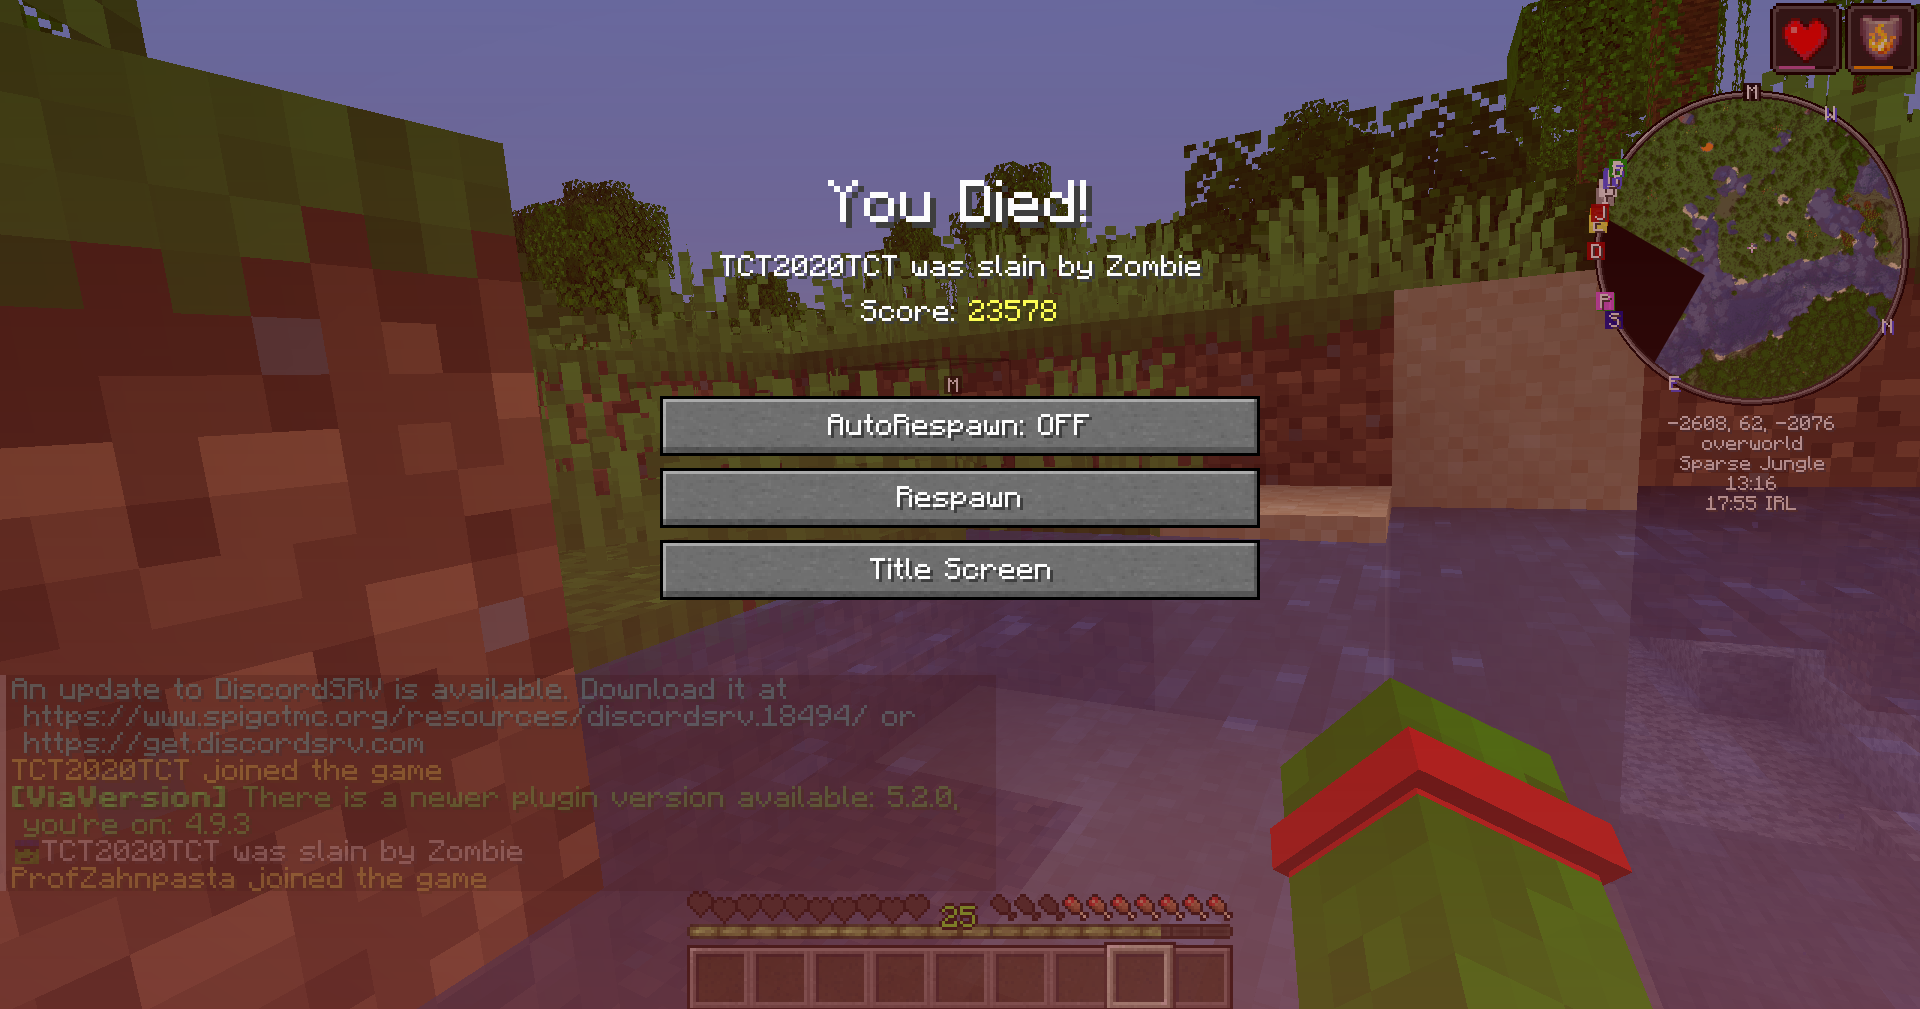 You Died!
TCT2020TCT was slain by Zombie
Score: 23578
M
AutoRespawn: OFF
Respawn
Title Screen
M
W
J
D
P
S
N
E
-2608, 62, -2076
overworld
Sparse Jungle
13:16
17:55 IRL
An update to DiscordSRV is available. Download it at
https://www.spigotmc.org/resources/discordsrv.18494/ or
https://get.discordsrv.com
TCT2020TCT joined the game
[ViaVersion] There is a newer plugin version available: 5.2.0,
you're on: 4.9.3
TCT2020TCT was slain by Zombie
ProfZahnpasta joined the game
25